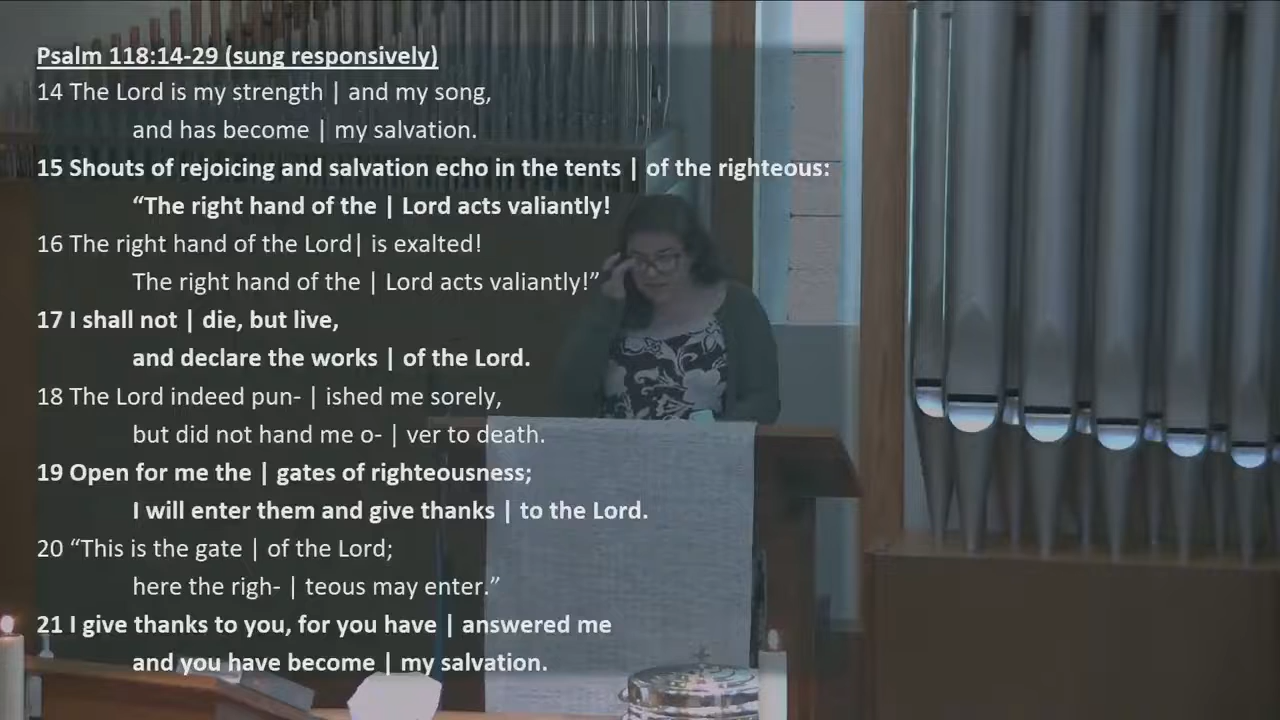 Psalm 118:14-29 (sung responsively)
14 The Lord is my strength | and my song,
and has become | my salvation.
15 Shouts of rejoicing and salvation echo in the tents | of the righteous:
“The right hand of the | Lord acts valiantly!
16 The right hand of the Lord| is exalted!
The right hand of the | Lord acts valiantly!”
17 I shall not | die, but live,
and declare the works | of the Lord.
18 The Lord indeed pun- | ished me sorely,
but did not hand me o- | ver to death.
19 Open for me the | gates of righteousness;
I will enter them and give thanks | to the Lord.
20 “This is the gate | of the Lord;
here the righ- | teous may enter.”
21 I give thanks to you, for you have | answered me
and you have become | my salvation.